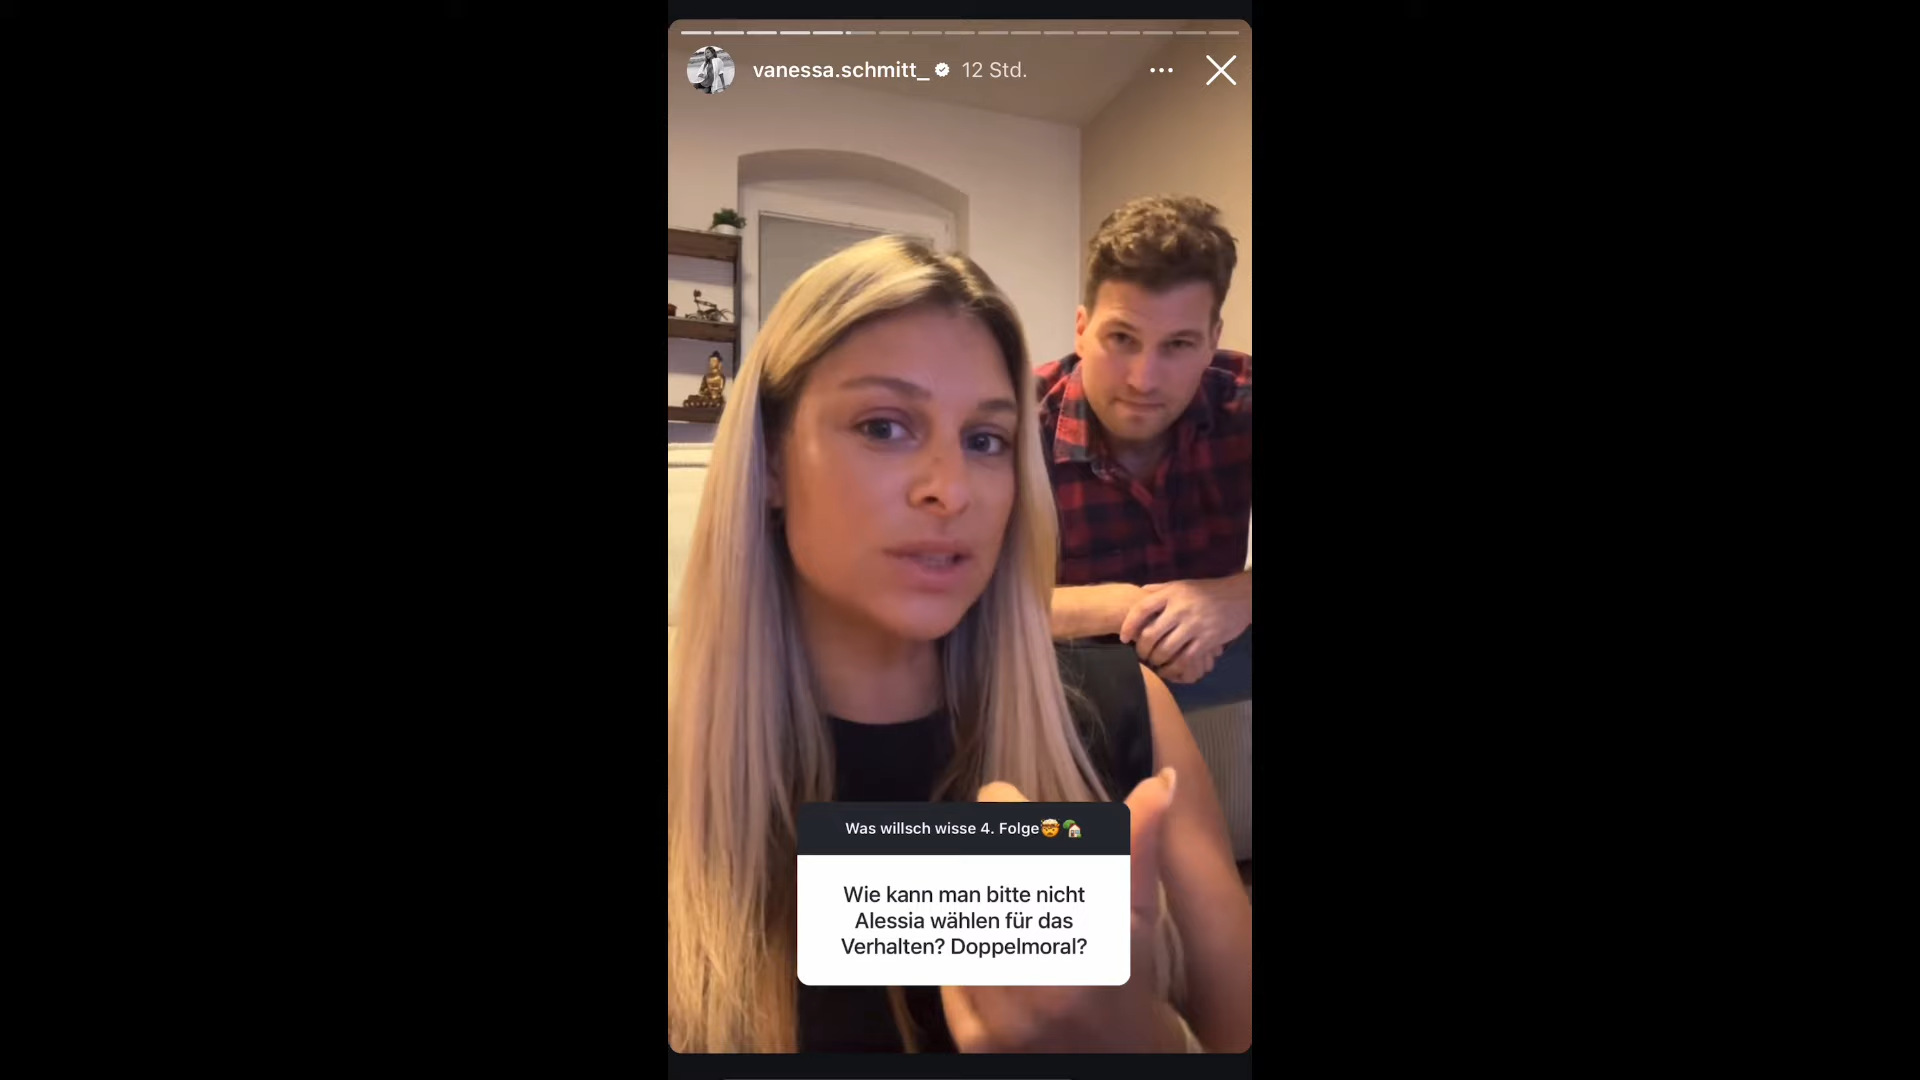 vanessa.schmitt_ 12 Std.
Was willsch wisse 4. Folge🤯🏡
Wie kann man bitte nicht
Alessia wählen für das
Verhalten? Doppelmoral?